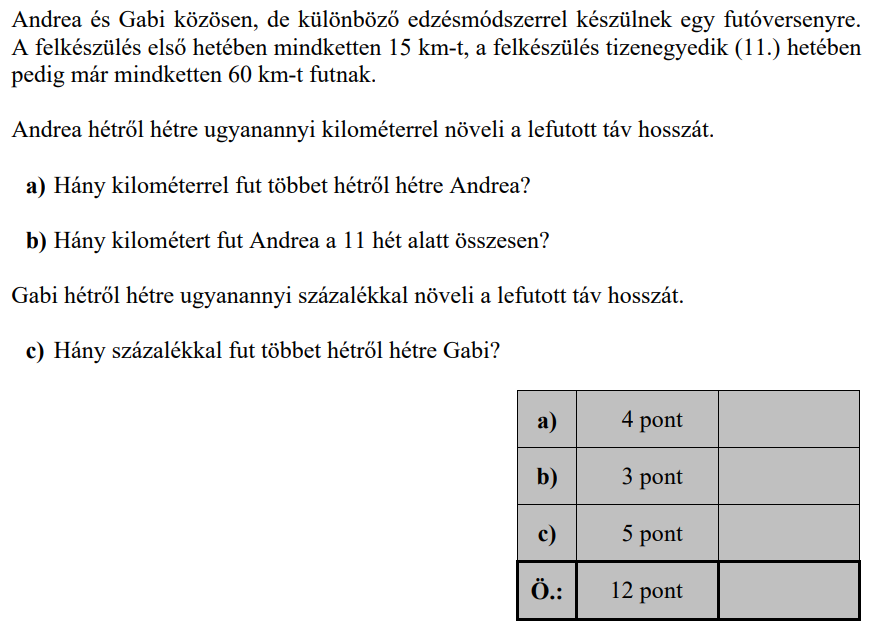 Andrea és Gabi közösen, de különböző edzésmódszerrel készülnek egy futóversenyre.
A felkészülés első hetében mindketten 15 km-t, a felkészülés tizenegyedik (11.) hetében
pedig már mindketten 60 km-t futnak.
Andrea hétről hétre ugyanannyi kilométerrel növeli a lefutott táv hosszát.
a) Hány kilométerrel fut többet hétről hétre Andrea?
b) Hány kilométert fut Andrea a 11 hét alatt összesen?
Gabi hétről hétre ugyanannyi százalékkal növeli a lefutott táv hosszát.
c) Hány százalékkal fut többet hétről hétre Gabi?
a) 4 pont
b) 3 pont
c) 5 pont
Ö.: 12 pont